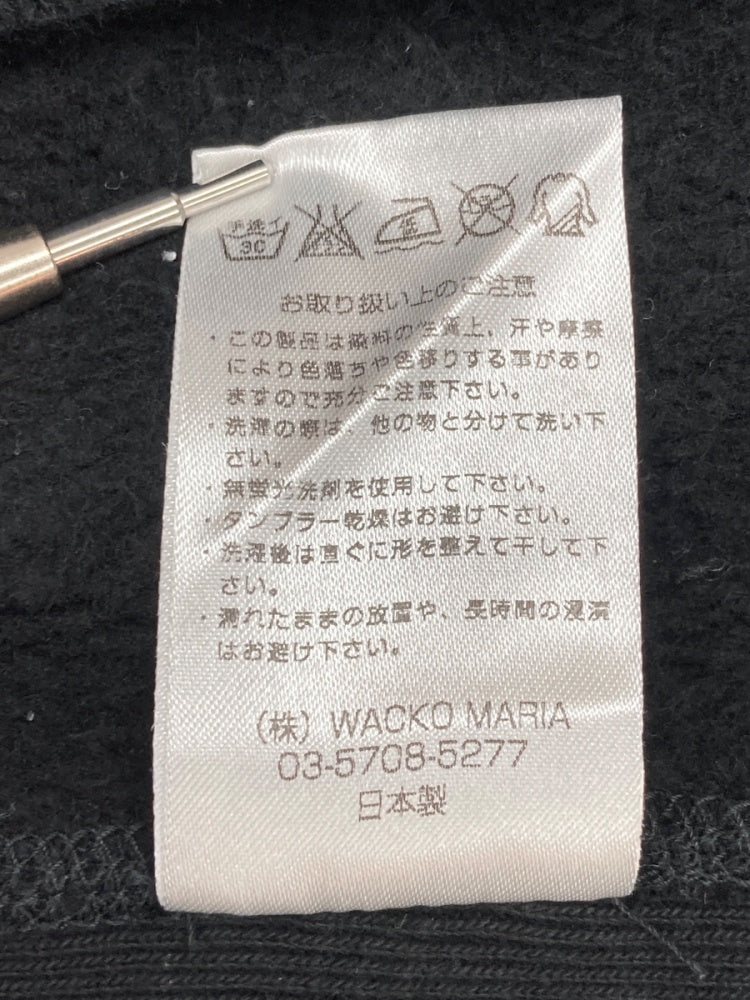 手洗イ
30
中
お取り扱い上のご注意
・この製品は染料の性質上、汗や摩擦
により色落ちや色移りする事があり
ますので充分ご注意下さい。
・洗濯の際は、他の物と分けて洗い下
さい。
・無蛍光洗剤を使用して下さい。
・タンブラー乾燥はお避け下さい。
・洗濯後は直ぐに形を整えて干して下
さい。
・濡れたままの放置や、長時間の浸漬
はお避け下さい。
(株) WACKO MARIA
03-5708-5277
日本製